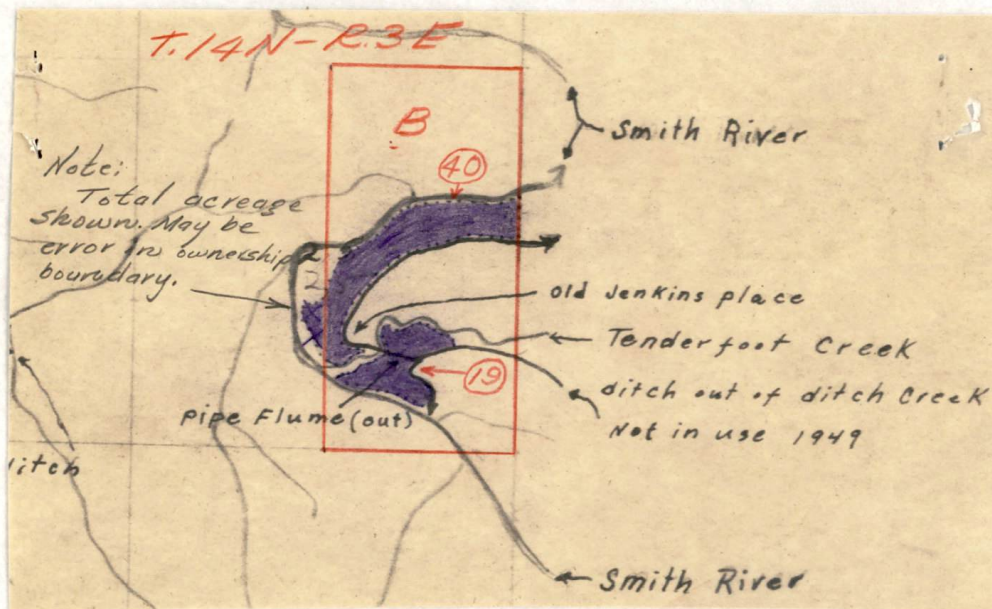 T.14N-R.3E
B
Smith River
40
Note:
Total acreage
shown. May be
error in ownership
boundary.
2
old Jenkins place
Tenderfoot Creek
19
ditch out of ditch Creek
Not in use 1949
pipe Flume (out)
Smith River